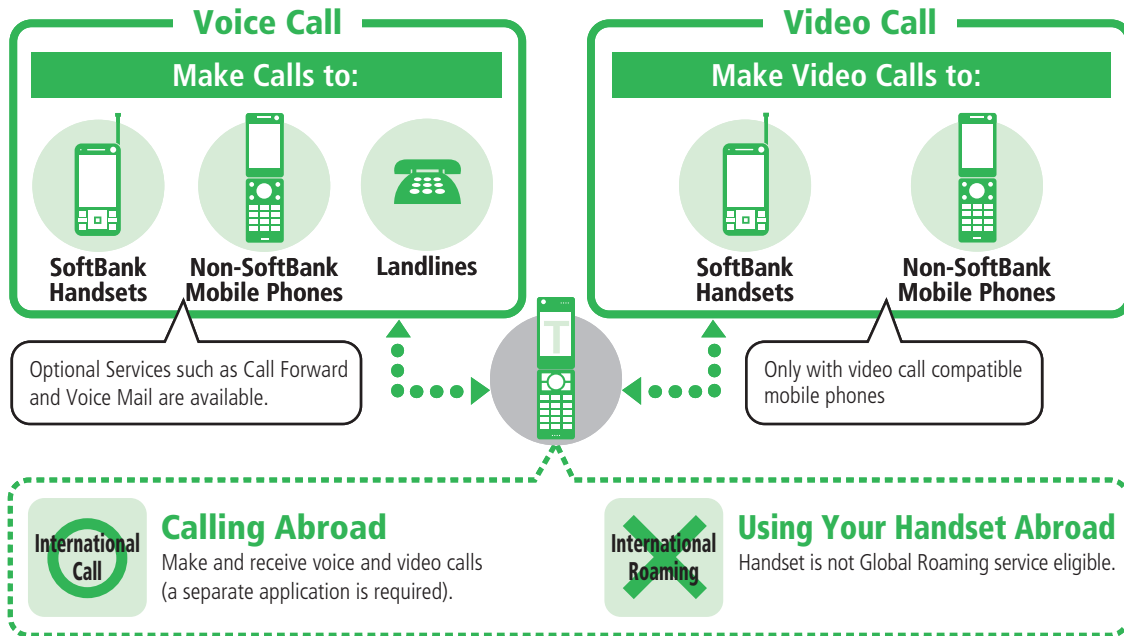 Voice Call
Make Calls to:
SoftBank
Handsets
Non-SoftBank
Mobile Phones
Landlines
Optional Services such as Call Forward
and Voice Mail are available.
Video Call
Make Video Calls to:
SoftBank
Handsets
Non-SoftBank
Mobile Phones
Only with video call compatible
mobile phones
T
International
Call
Calling Abroad
Make and receive voice and video calls
(a separate application is required).
International
Roaming
Using Your Handset Abroad
Handset is not Global Roaming service eligible.